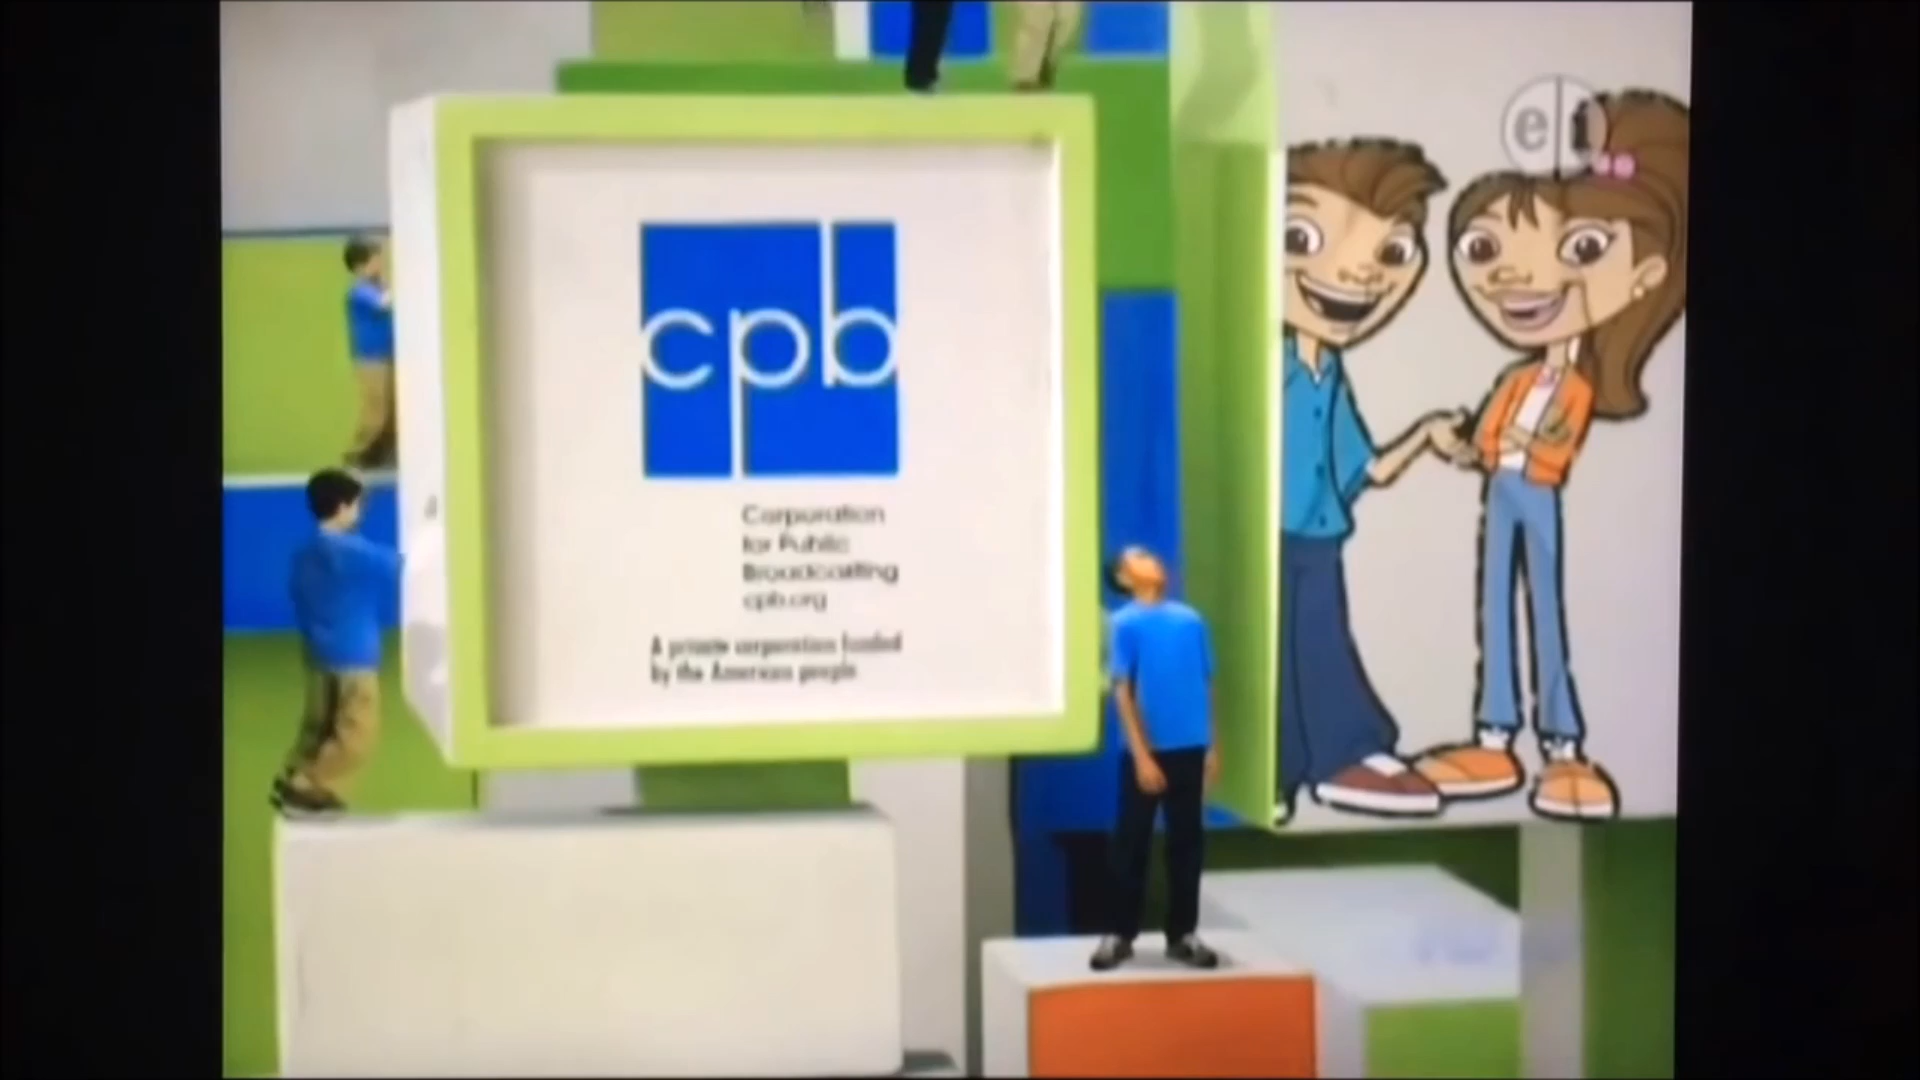 cpb
Corporation
for Public
Broadcasting
cpb.org
A private corporation funded
by the American people
e